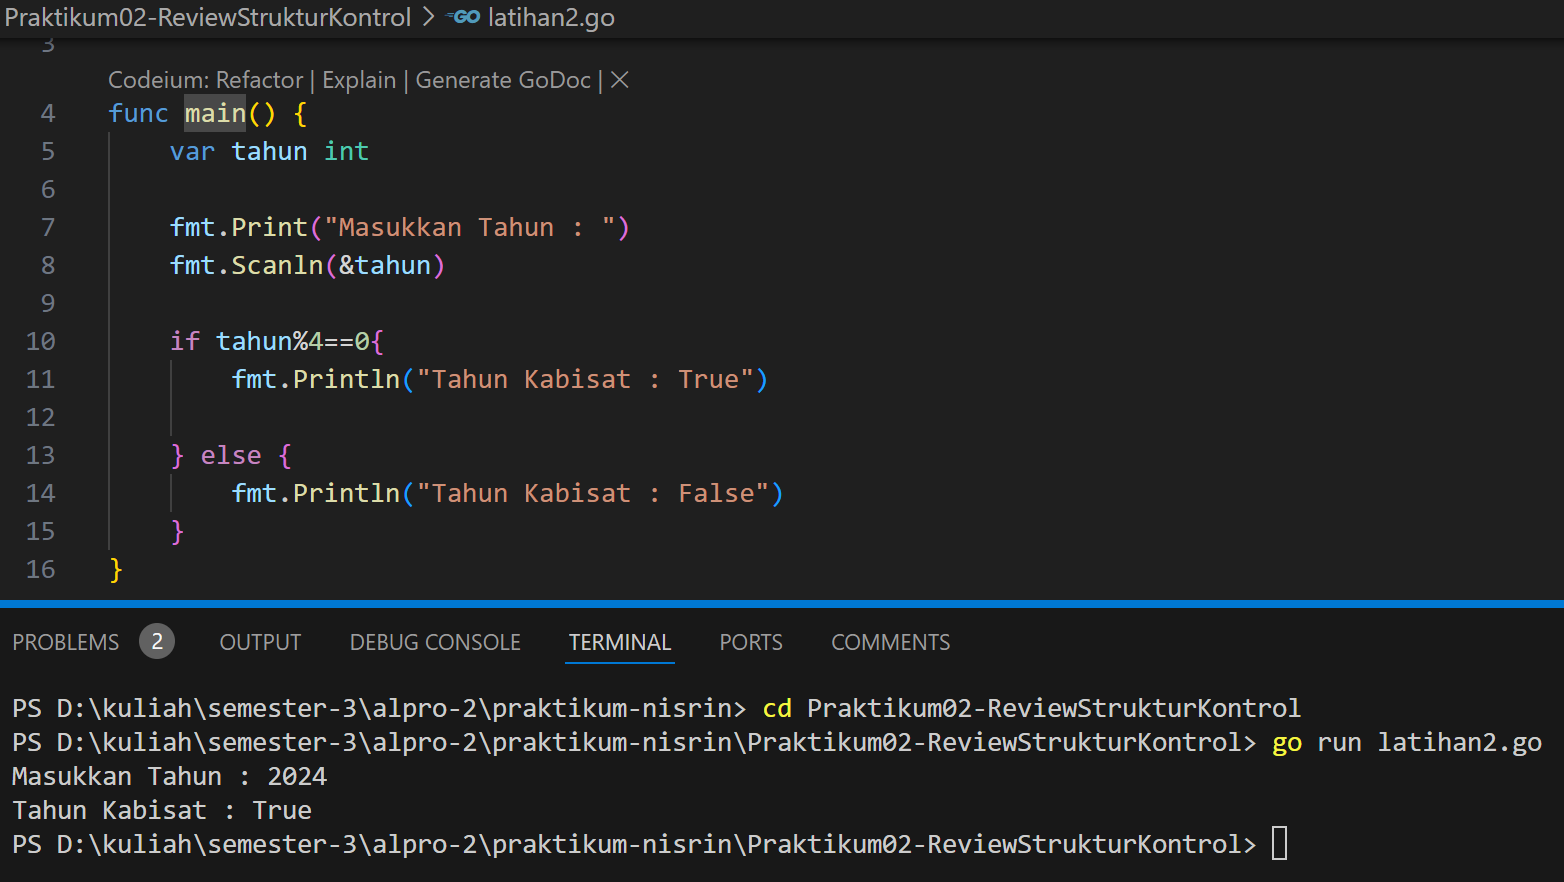 Praktikum02-ReviewStrukturKontrol > GO latihan2.go
3
Codeium: Refactor | Explain | Generate GoDoc | ×
4 func main() {
5     var tahun int
6
7     fmt.Print("Masukkan Tahun : ")
8     fmt.Scanln(&tahun)
9
10     if tahun%4==0{
11         fmt.Println("Tahun Kabisat : True")
12
13     } else {
14         fmt.Println("Tahun Kabisat : False")
15     }
16 }
PROBLEMS 2 OUTPUT DEBUG CONSOLE TERMINAL PORTS COMMENTS
PS D:\kuliah\semester-3\alpro-2\praktikum-nisrin> cd Praktikum02-ReviewStrukturKontrol
PS D:\kuliah\semester-3\alpro-2\praktikum-nisrin\Praktikum02-ReviewStrukturKontrol> go run latihan2.go
Masukkan Tahun : 2024
Tahun Kabisat : True
PS D:\kuliah\semester-3\alpro-2\praktikum-nisrin\Praktikum02-ReviewStrukturKontrol>